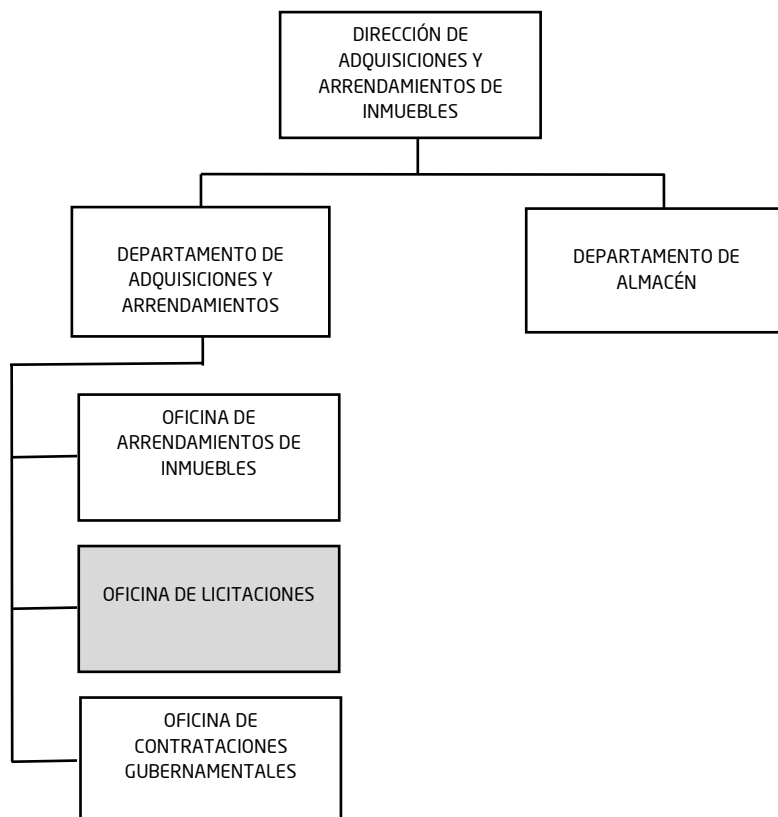 DIRECCIÓN DE
ADQUISICIONES Y
ARRENDAMIENTOS DE
INMUEBLES
DEPARTAMENTO DE
ADQUISICIONES Y
ARRENDAMIENTOS
DEPARTAMENTO DE
ALMACÉN
OFICINA DE
ARRENDAMIENTOS DE
INMUEBLES
OFICINA DE LICITACIONES
OFICINA DE
CONTRATACIONES
GUBERNAMENTALES